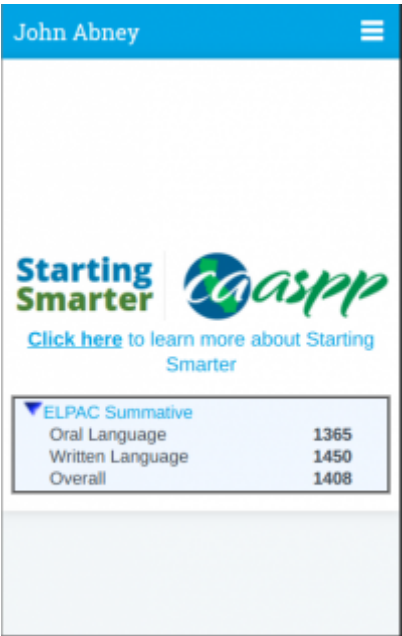 John Abney
Starting
Smarter
caaspp
Click here to learn more about Starting
Smarter
ELPAC Summative
Oral Language 1365
Written Language 1450
Overall 1408